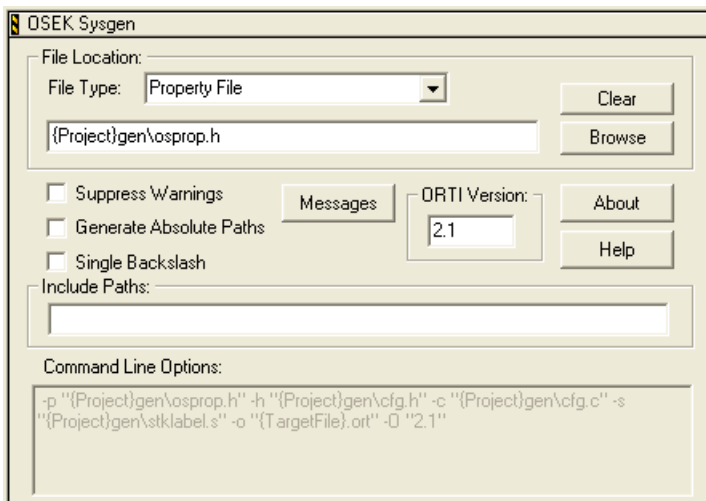 OSEK Sysgen
File Location:
File Type: Property File
Clear
{Project}gen\osprop.h
Browse
Suppress Warnings
Messages
ORTI Version:
About
Generate Absolute Paths
2.1
Help
Single Backslash
Include Paths:
Command Line Options:
-p "{Project}gen\osprop.h" -h "{Project}gen\cfg.h" -c "{Project}gen\cfg.c" -s
"{Project}gen\stklabel.s" -o "{TargetFile}.ort" -O "2.1"